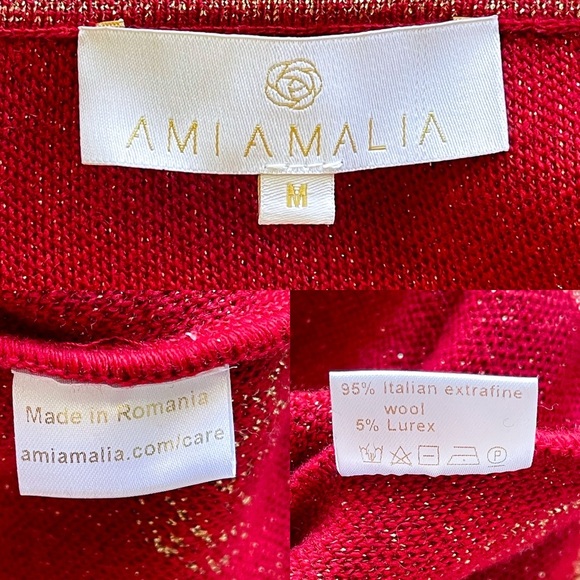 AMI AMALIA
M
Made in Romania
amiamalia.com/care
95% Italian extrafine
wool
5% Lurex
P